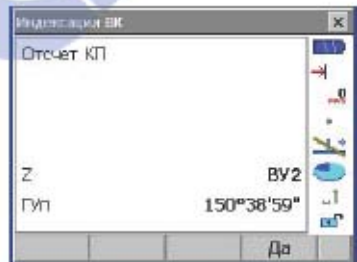 Индексация ВК
Отсчет КП
Z ВУ2
ГУп 150°38'59"
Да